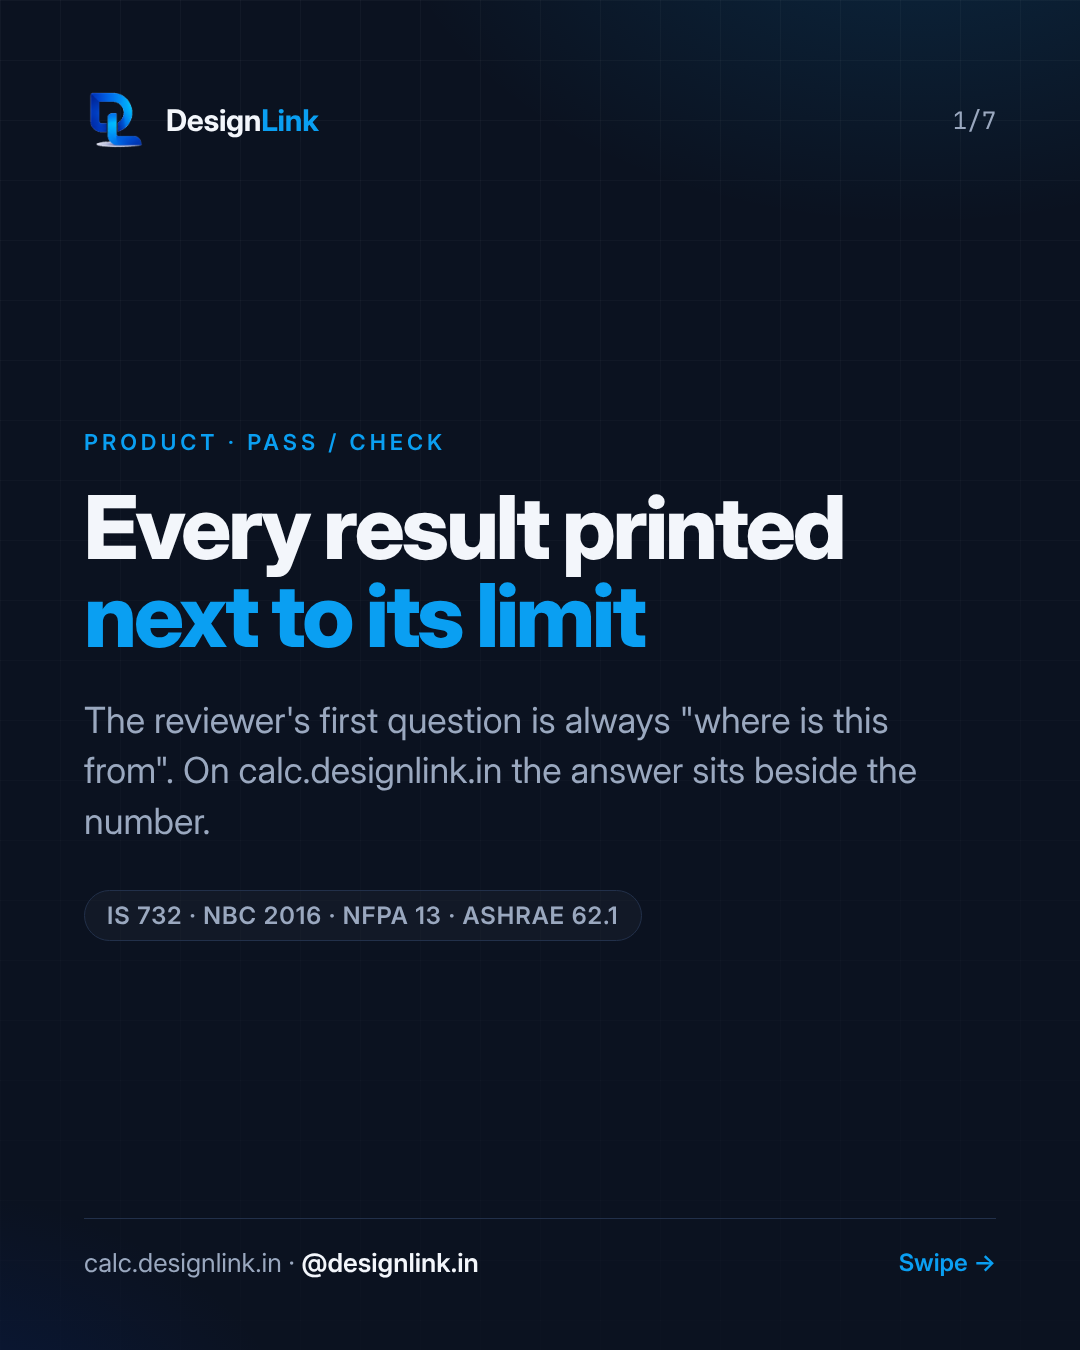 DesignLink
1/7
PRODUCT · PASS / CHECK
Every result printed
next to its limit
The reviewer's first question is always "where is this
from". On calc.designlink.in the answer sits beside the
number.
IS 732 · NBC 2016 · NFPA 13 · ASHRAE 62.1
calc.designlink.in · @designlink.in
Swipe →